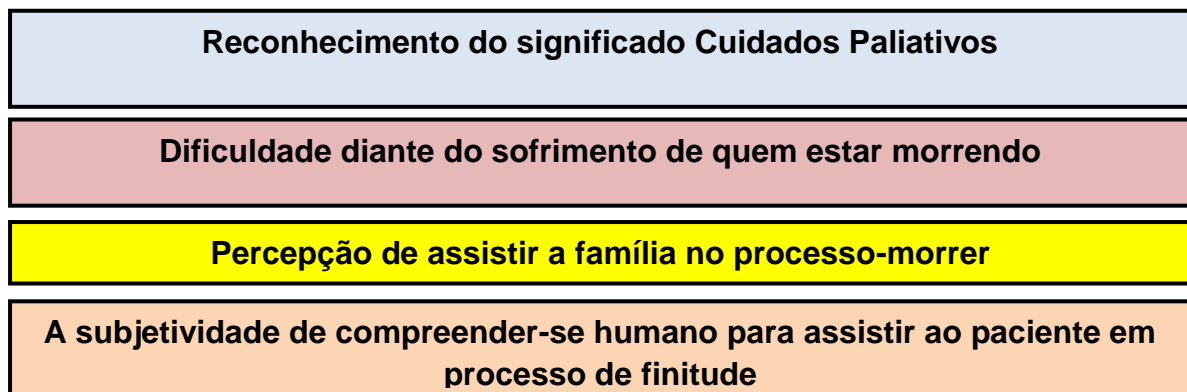 Reconhecimento do significado Cuidados Paliativos
Dificuldade diante do sofrimento de quem estar morrendo
Percepção de assistir a família no processo-morrer
A subjetividade de compreender-se humano para assistir ao paciente em
processo de finitude